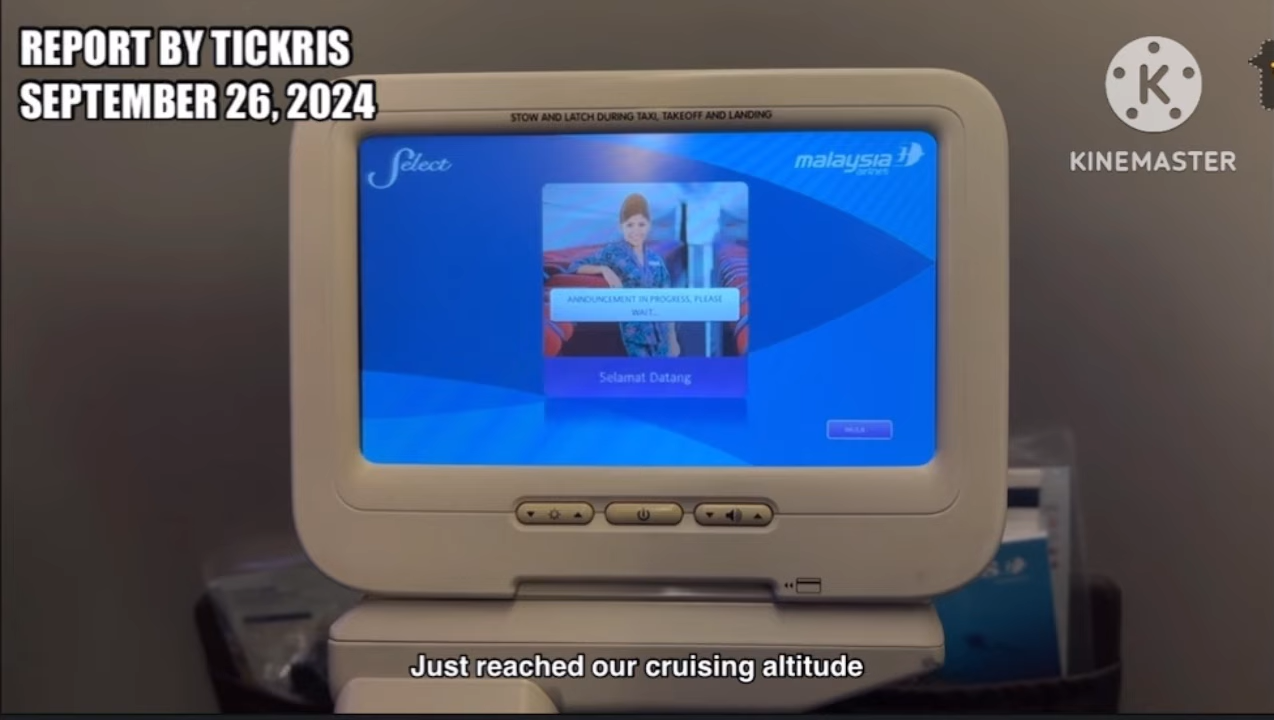 REPORT BY TICKRIS
SEPTEMBER 26, 2024
KINEMASTER
STOW AND LATCH DURING TAXI, TAKEOFF AND LANDING
Select
malaysia
airlines
ANNOUNCEMENT IN PROGRESS, PLEASE
WAIT...
Selamat Datang
Just reached our cruising altitude